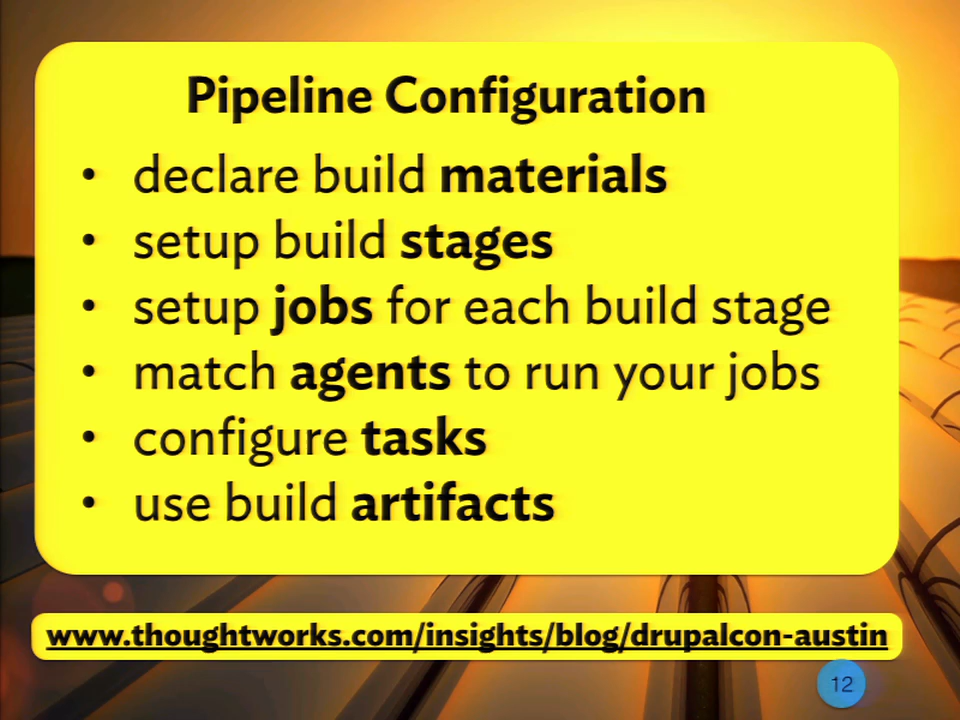 Pipeline Configuration
• declare build materials
• setup build stages
• setup jobs for each build stage
• match agents to run your jobs
• configure tasks
• use build artifacts
www.thoughtworks.com/insights/blog/drupalcon-austin
12